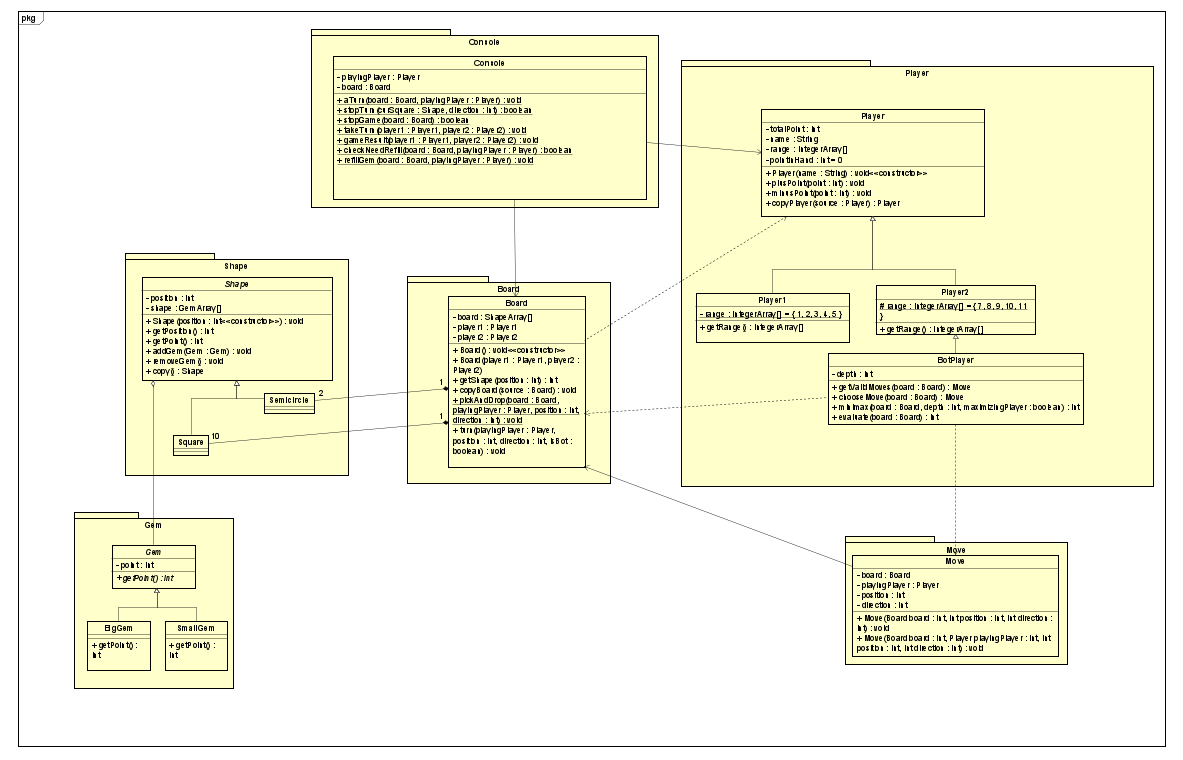 pkg
Console
Console
- playingPlayer : Player
- board : Board
+ aTurn(board : Board, playingPlayer : Player) : void
+ stopTurn(curSquare : Shape, direction : int) : boolean
+ stopGame(board : Board) : boolean
+ takeTurn(player1 : Player1, player2 : Player2) : void
+ gameResult(player1 : Player1, player2 : Player2) : void
+ checkNeedRefill(board : Board, playingPlayer : Player) : boolean
+ refillGem(board : Board, playingPlayer : Player) : void
Player
Player
- totalPoint : int
- name : String
- range : IntegerArray[]
- pointInHand : int = 0
+ Player(name : String) : void<<constructor>>
+ plusPoint(point : int) : void
+ minusPoint(point : int) : void
+ copyPlayer(source : Player) : Player
Player1
- range : IntegerArray[] = { 1, 2, 3, 4, 5 }
+ getRange() : IntegerArray[]
Player2
# range : IntegerArray[] = { 7, 8, 9, 10, 11
}
+ getRange() : IntegerArray[]
BotPlayer
- depth : int
+ getValidMoves(board : Board) : Move
+ chooseMove(board : Board) : Move
+ minimax(board : Board, depth : int, maximizingPlayer : boolean) : int
+ evaluate(board : Board) : int
Shape
Shape
- position : int
- shape : GemArray[]
+ Shape(position : int<<constructor>>) : void
+ getPosition() : int
+ getPoint() : int
+ addGem(Gem : Gem) : void
+ removeGem() : void
+ copy() : Shape
Semicircle
2
Square
10
Board
Board
- board : ShapeArray[]
- player1 : Player1
- player2 : Player2
+ Board() : void<<constructor>>
+ Board(player1 : Player1, player2 :
Player2)
+ getShape(position : int) : int
+ copyBoard(source : Board) : void
+ pickAndDrop(board : Board,
playingPlayer : Player, position : int,
direction : int) : void
+ turn(playingPlayer : Player,
position : int, direction : int, isBot :
boolean) : void
1
1
Gem
Gem
- point : int
+ getPoint() : int
BigGem
+ getPoint() :
int
SmallGem
+ getPoint() :
int
Move
Move
- board : Board
- playingPlayer : Player
- position : int
- direction : int
+ Move(Board board : int, int position : int, int direction :
int) : void
+ Move(Board board : int, Player playingPlayer : int, int
position : int, int direction : int) : void